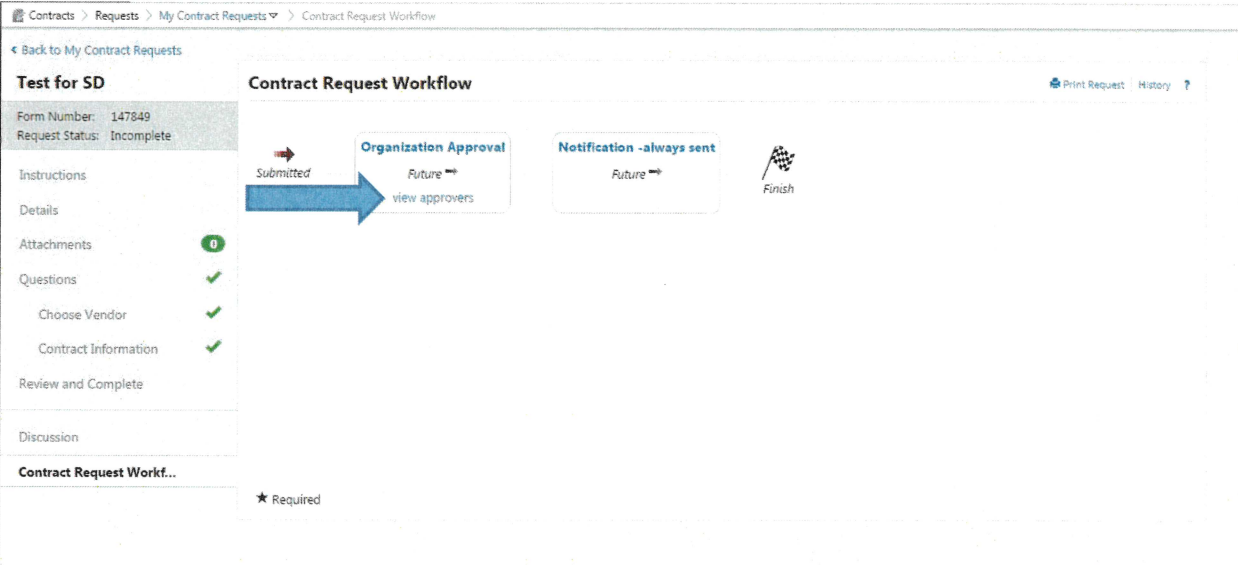 Contracts > Requests > My Contract Requests > Contract Request Workflow
Back to My Contract Requests
Test for SD
Form Number: 147849
Request Status: Incomplete
Instructions
Details
Attachments 0
Questions
Choose Vendor
Contract Information
Review and Complete
Discussion
Contract Request Workf...
Contract Request Workflow
Print Request | History ?
Submitted
Organization Approval
Future
view approvers
Notification -always sent
Future
Finish
★ Required